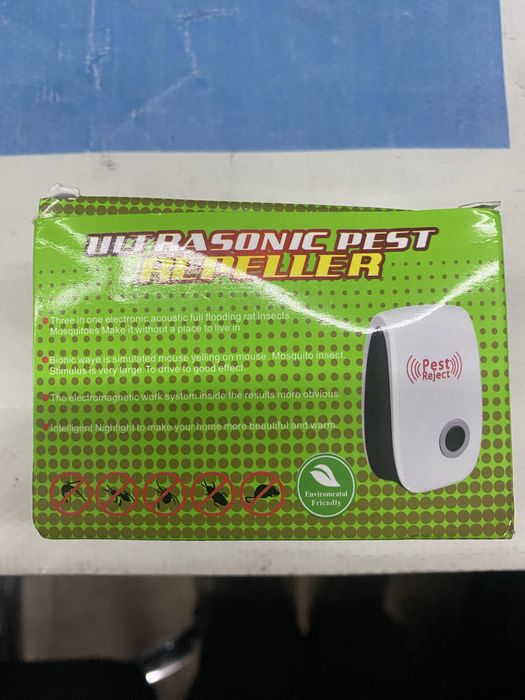 ULTRASONIC PEST
REPELLER
Three in one electronic acoustic full flooding rat insects.
Mosquitoes Make it without a place to live in
Bionic wave is simulated mouse yelling on mouse. Mosquito insect.
Stimulus is very large To drive to good effect.
The electromagnetic work system inside the results more obvious.
Intelligent Nightight to make your home more beautiful and warm.
Pest
Reject
Enviromcatal
Friendly